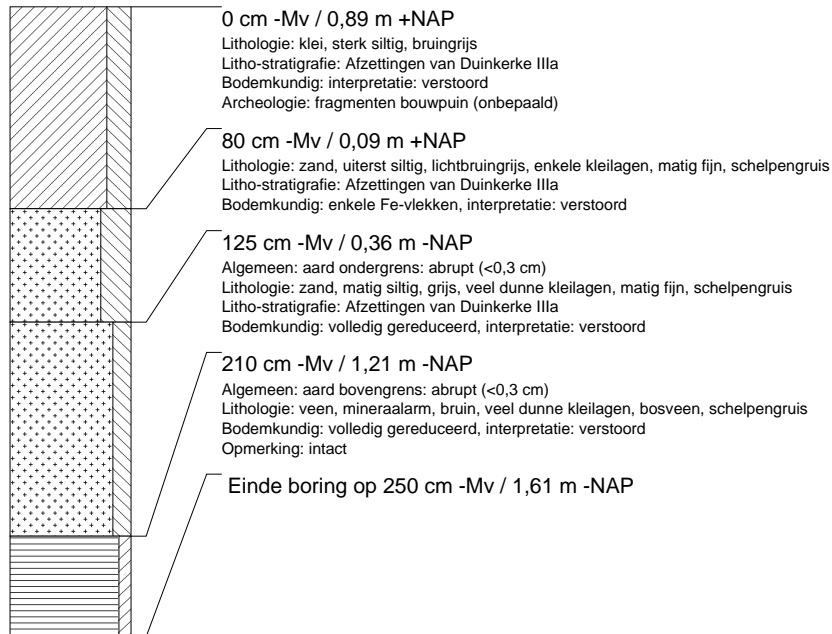 0 cm -Mv / 0,89 m +NAP
Lithologie: klei, sterk siltig, bruingrijs
Litho-stratigrafie: Afzettingen van Duinkerke IIIa
Bodemkundig: interpretatie: verstoord
Archeologie: fragmenten bouwpuin (onbepaald)
80 cm -Mv / 0,09 m +NAP
Lithologie: zand, uiterst siltig, lichtbruingrijs, enkele kleilagen, matig fijn, schelpengruis
Litho-stratigrafie: Afzettingen van Duinkerke IIIa
Bodemkundig: enkele Fe-vlekken, interpretatie: verstoord
125 cm -Mv / 0,36 m -NAP
Algemeen: aard ondergrens: abrupt (<0,3 cm)
Lithologie: zand, matig siltig, grijs, veel dunne kleilagen, matig fijn, schelpengruis
Litho-stratigrafie: Afzettingen van Duinkerke IIIa
Bodemkundig: volledig gereduceerd, interpretatie: verstoord
210 cm -Mv / 1,21 m -NAP
Algemeen: aard bovengrens: abrupt (<0,3 cm)
Lithologie: veen, mineraalarm, bruin, veel dunne kleilagen, bosveen, schelpengruis
Bodemkundig: volledig gereduceerd, interpretatie: verstoord
Opmerking: intact
Einde boring op 250 cm -Mv / 1,61 m -NAP